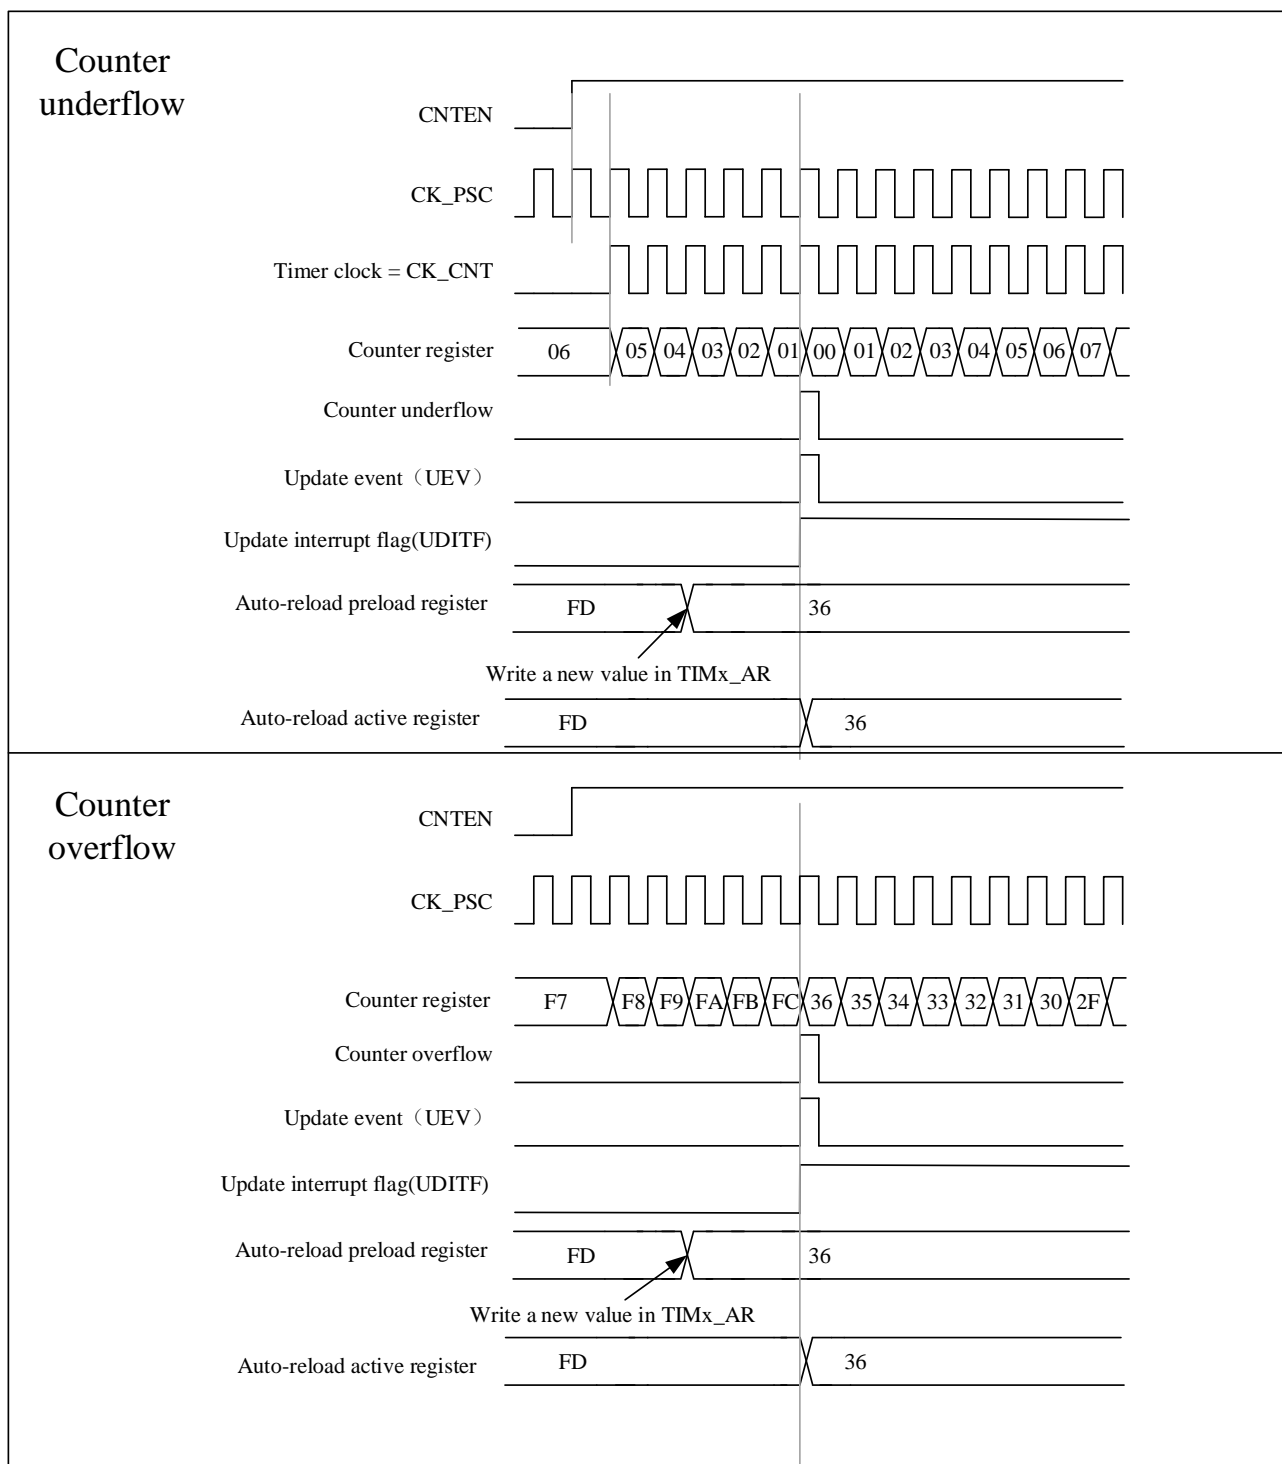 Counter
underflow
CNTEN
CK_PSC
Timer clock = CK_CNT
Counter register
06 05 04 03 02 01 00 01 02 03 04 05 06 07
Counter underflow
Update event（UEV）
Update interrupt flag(UDITF)
Auto-reload preload register
FD 36
Write a new value in TIMx_AR
Auto-reload active register
FD 36
Counter
overflow
CNTEN
CK_PSC
Counter register
F7 F8 F9 FA FB FC 36 35 34 33 32 31 30 2F
Counter overflow
Update event（UEV）
Update interrupt flag(UDITF)
Auto-reload preload register
FD 36
Write a new value in TIMx_AR
Auto-reload active register
FD 36